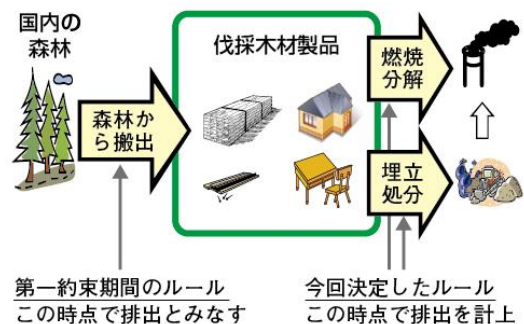 国内の
森林
伐採木材製品
森林か
ら搬出
燃焼
分解
埋立
処分
第一約束期間のルール
この時点で排出とみなす
今回決定したルール
この時点で排出を計上